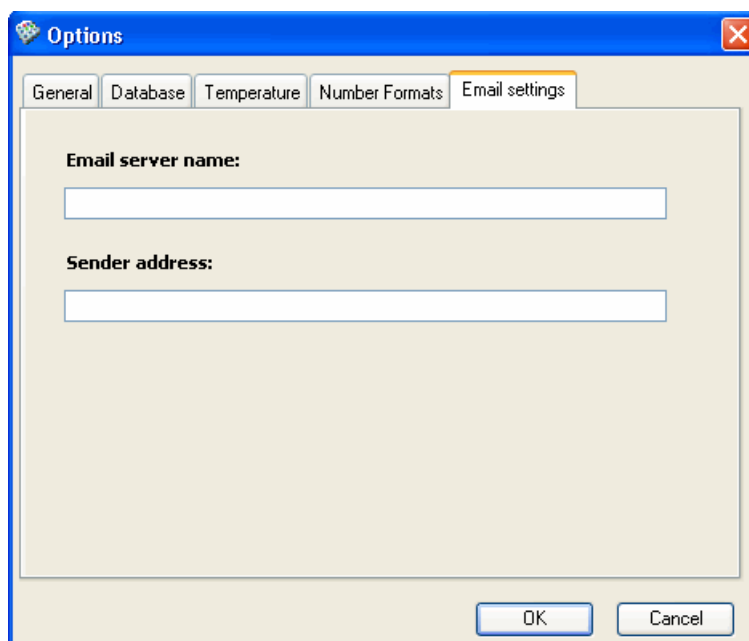 Options
General Database Temperature Number Formats Email settings
Email server name:
Sender address:
OK Cancel